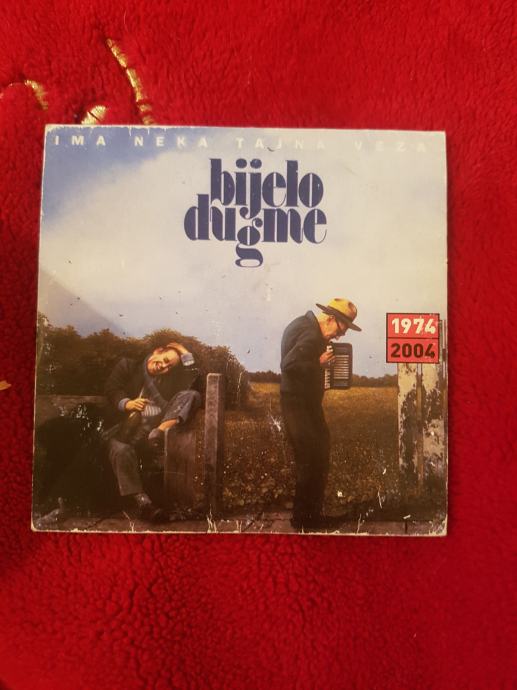 IMA NEKA TAJNA VEZA
bijelo
dugme
1974
2004